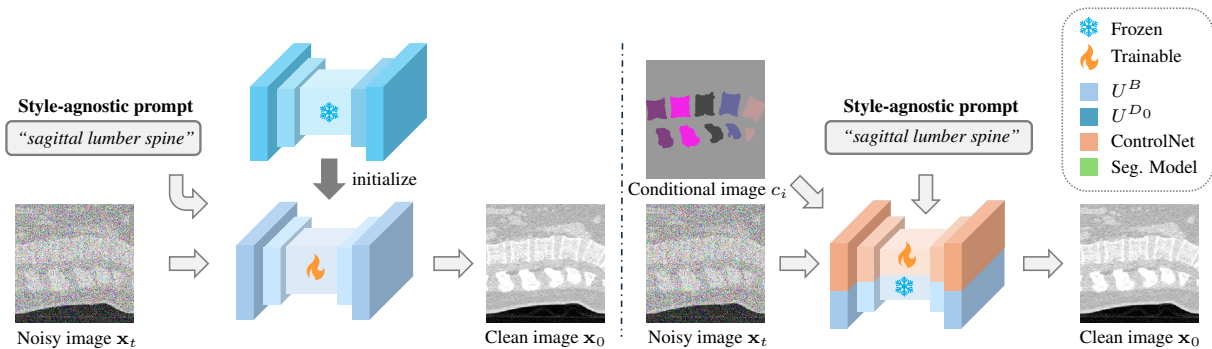 Style-agnostic prompt
“sagittal lumber spine”
initialize
Noisy image x_t
Clean image x_0
Conditional image c_i
Style-agnostic prompt
“sagittal lumber spine”
Noisy image x_t
Clean image x_0
Frozen
Trainable
U^B
U^{D_0}
ControlNet
Seg. Model